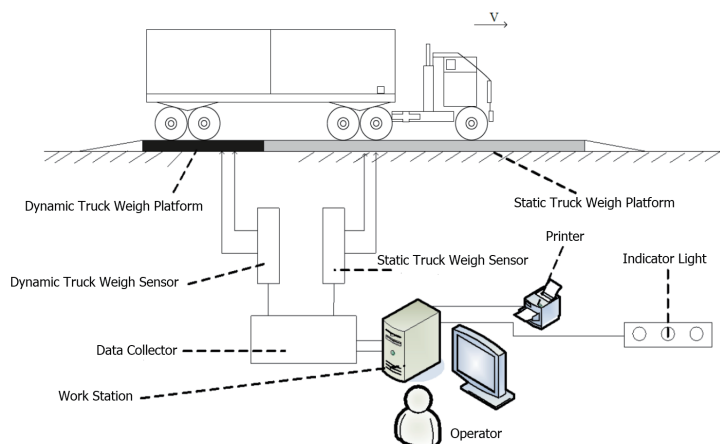 V
Dynamic Truck Weigh Platform
Static Truck Weigh Platform
Printer
Static Truck Weigh Sensor
Indicator Light
Dynamic Truck Weigh Sensor
Data Collector
Work Station
Operator